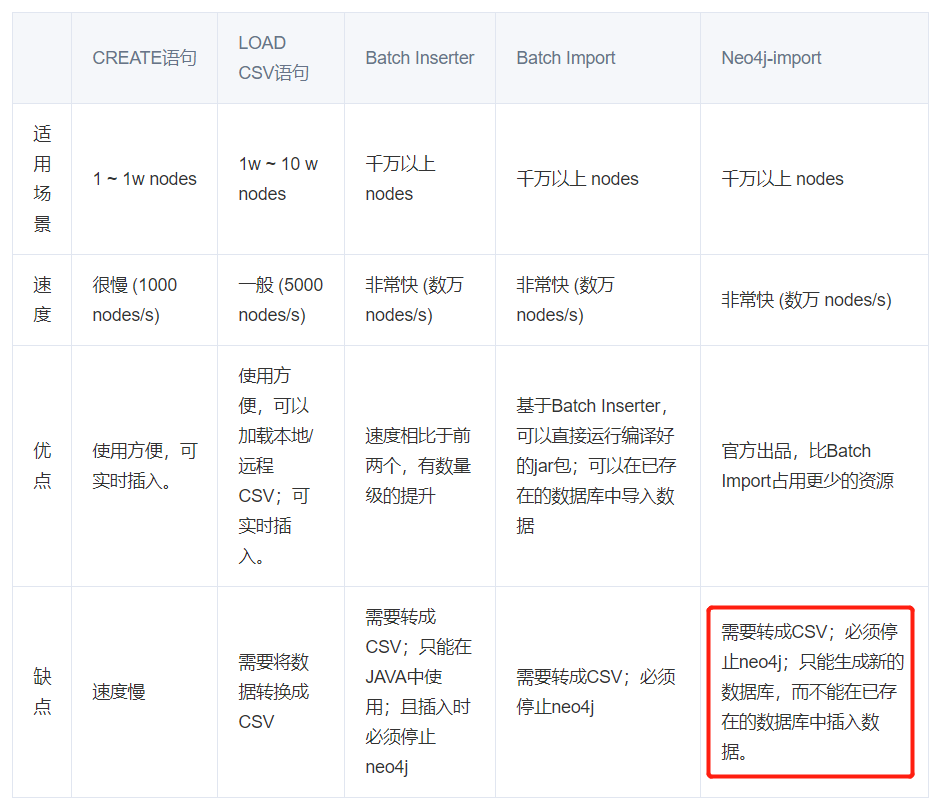 CREATE语句
LOAD
CSV语句
Batch Inserter
Batch Import
Neo4j-import
适
用
场
景
1 ~ 1w nodes
1w ~ 10 w
nodes
千万以上
nodes
千万以上 nodes
千万以上 nodes
速
度
很慢 (1000
nodes/s)
一般 (5000
nodes/s)
非常快 (数万
nodes/s)
非常快 (数万
nodes/s)
非常快 (数万 nodes/s)
优
点
使用方便，可
实时插入。
使用方
便，可以
加载本地/
远程
CSV；可
实时插
入。
速度相比于前
两个，有数量
级的提升
基于Batch Inserter，
可以直接运行编译好
的jar包；可以在已存
在的数据库中导入数
据
官方出品，比Batch
Import占用更少的资源
缺
点
速度慢
需要将数
据转换成
CSV
需要转成
CSV；只能在
JAVA中使
用；且插入时
必须停止
neo4j
需要转成CSV；必须
停止neo4j
需要转成CSV；必须停
止neo4j；只能生成新的
数据库，而不能在已存
在的数据库中插入数
据。